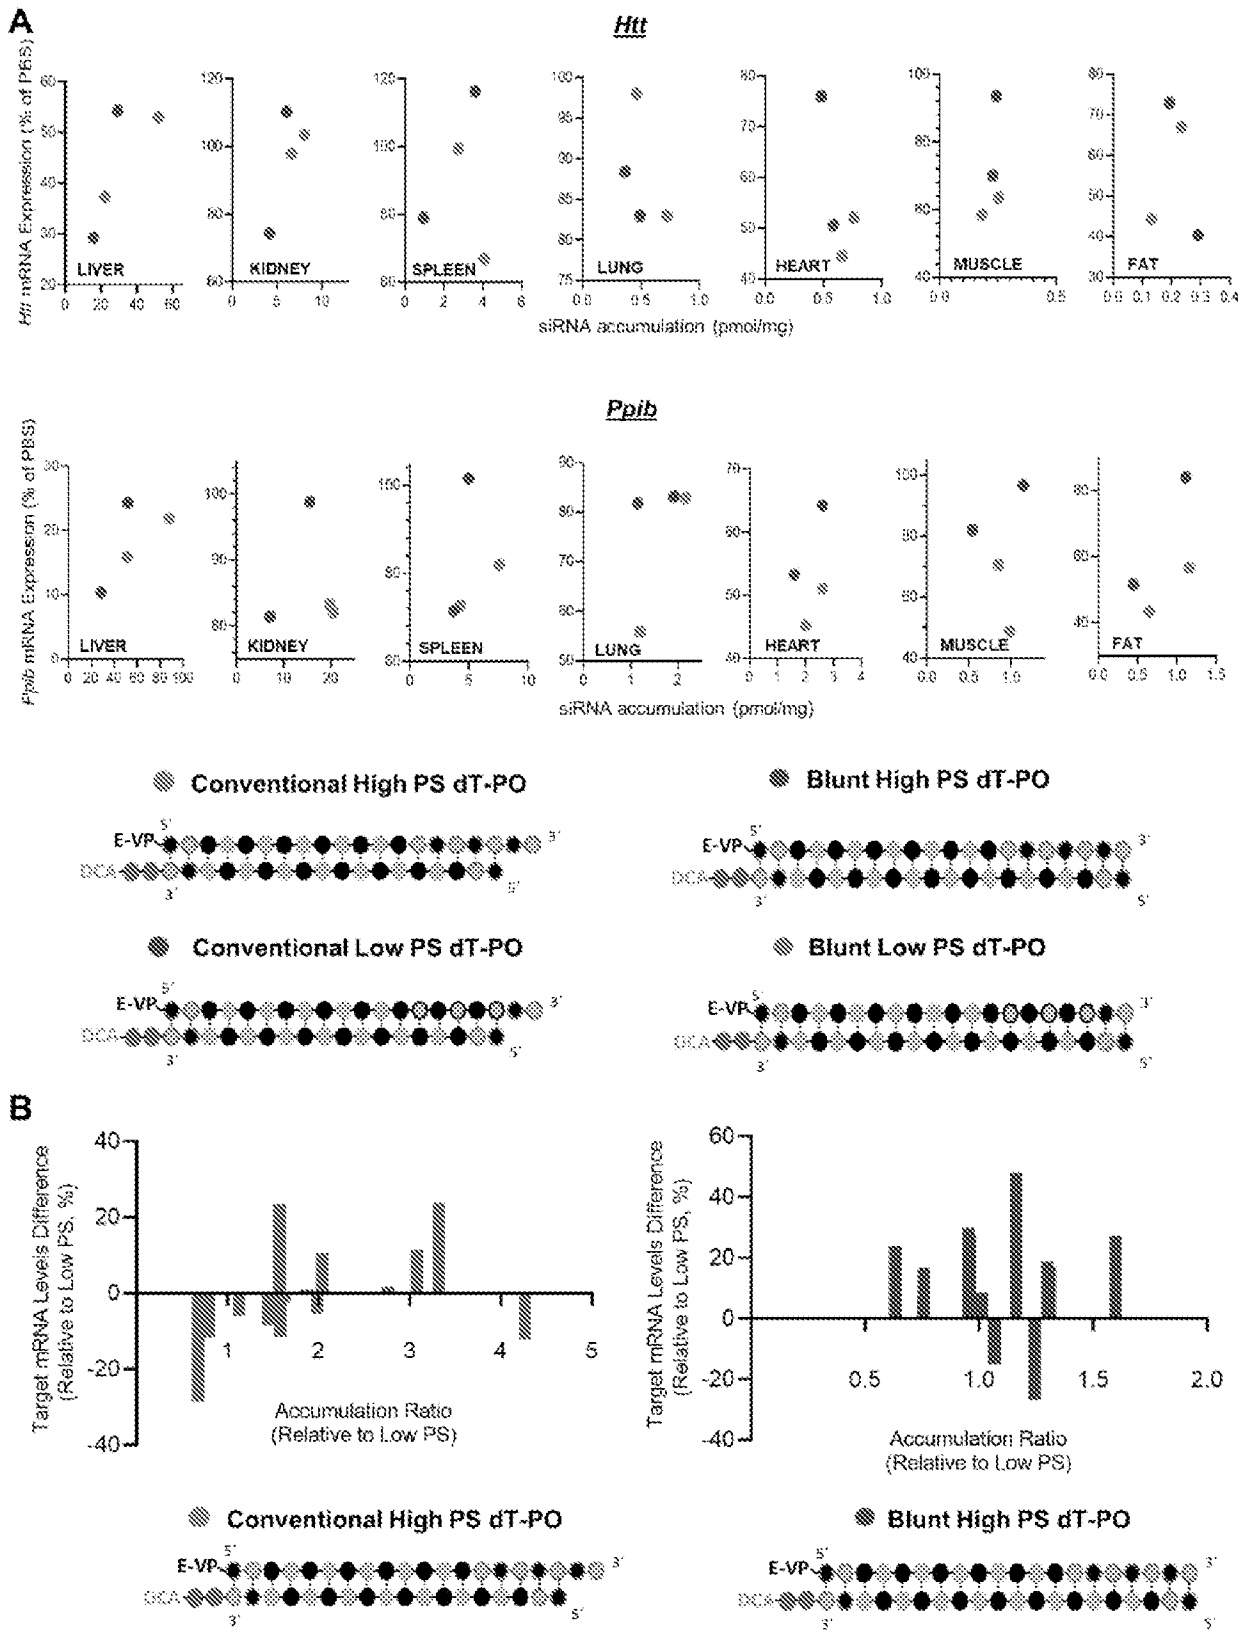 A
Htt
Htt mRNA Expression (% of PBS)
60 50 40 30 20
120 100 80 60
120 100 80 60
100 95 90 85 80 75
80 70 60 50 40
100 80 60 40
80 70 60 50 40 30
LIVER KIDNEY SPLEEN LUNG HEART MUSCLE FAT
0 20 40 60 0 5 10 0 2 4 6 0.0 0.5 1.0 0.0 0.5 1.0 0.0 0.5 0.0 0.1 0.2 0.3 0.4
siRNA accumulation (pmol/mg)
Ppib
Ppib mRNA Expression (% of PBS)
30 20 10 0
100 90 80
100 80 60
90 80 70 60 50
70 60 50 40
100 80 60 40
80 60 40
LIVER KIDNEY SPLEEN LUNG HEART MUSCLE FAT
0 20 40 60 80 100 0 10 20 0 5 10 0 1 2 0 1 2 3 4 0.0 0.5 1.0 0.0 0.5 1.0 1.5
siRNA accumulation (pmol/mg)
Conventional High PS dT-PO
5´
E-VP 3´
DCA
3´ 5´
Blunt High PS dT-PO
5´
E-VP 3´
DCA
3´ 5´
Conventional Low PS dT-PO
5´
E-VP 3´
DCA
3´ 5´
Blunt Low PS dT-PO
5´
E-VP 3´
DCA
3´ 5´
B
Target mRNA Levels Difference
(Relative to Low PS, %)
40
20
0
-20
-40
1 2 3 4 5
Accumulation Ratio
(Relative to Low PS)
Target mRNA Levels Difference
(Relative to Low PS, %)
60
40
20
0
-20
-40
0.5 1.0 1.5 2.0
Accumulation Ratio
(Relative to Low PS)
Conventional High PS dT-PO
5´
E-VP 3´
DCA
3´ 5´
Blunt High PS dT-PO
5´
E-VP 3´
DCA
3´ 5´